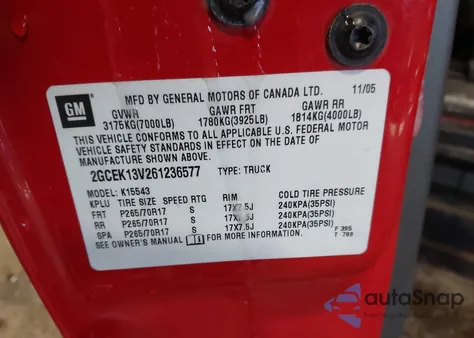 MFD BY GENERAL MOTORS OF CANADA LTD. 11/05
GM
GVWR GAWR FRT GAWR RR
3175KG(7000LB) 1780KG(3925LB) 1814KG(4000LB)
THIS VEHICLE CONFORMS TO ALL APPLICABLE U.S. FEDERAL MOTOR
VEHICLE SAFETY STANDARDS IN EFFECT ON THE DATE OF
MANUFACTURE SHOWN ABOVE.
2GCEK13V261236577 TYPE: TRUCK
MODEL: K15543
KPLU TIRE SIZE SPEED RTG RIM COLD TIRE PRESSURE
FRT P265/70R17 S 17X7.5J 240KPA(35PSI)
RR P265/70R17 S 17X7.5J 240KPA(35PSI)
SPA P265/70R17 S 17X7.5J 240KPA(35PSI) F 395
SEE OWNER'S MANUAL FOR MORE INFORMATION. T 789
autoSnap